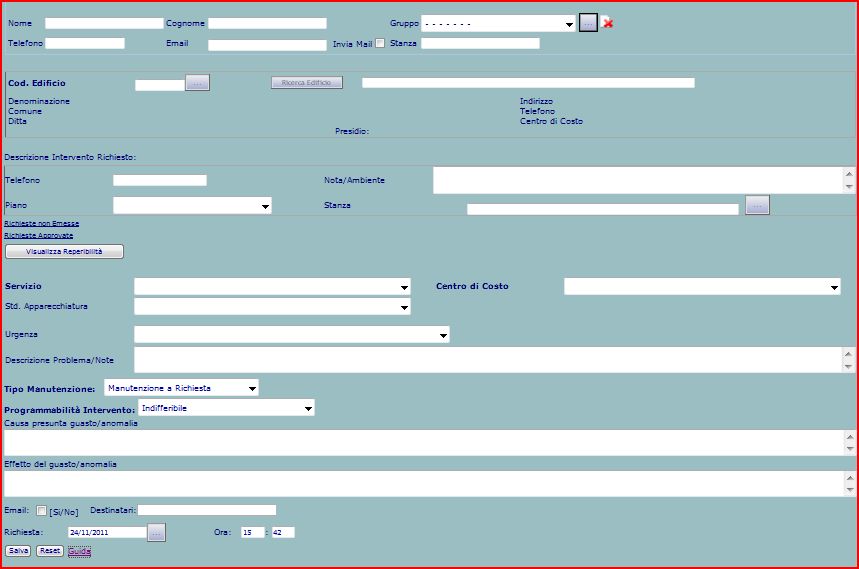 Nome Cognome Gruppo - - - - - - - ...
Telefono Email Invia Mail Stanza
Cod. Edificio ... Ricerca Edificio
Denominazione Indirizzo
Comune Telefono
Ditta Centro di Costo
Presidio:
Descrizione Intervento Richiesto:
Telefono Nota/Ambiente
Piano Stanza ...
Richieste non Emesse
Richieste Approvate
Visualizza Reperibilità
Servizio Centro di Costo
Std. Apparecchiatura
Urgenza
Descrizione Problema/Note
Tipo Manutenzione: Manutenzione a Richiesta
Programmabilità Intervento: Indifferibile
Causa presunta guasto/anomalia
Effetto del guasto/anomalia
Email: [Si/No] Destinatari:
Richiesta: 24/11/2011 ... Ora: 15 : 42
Salva Reset Guida